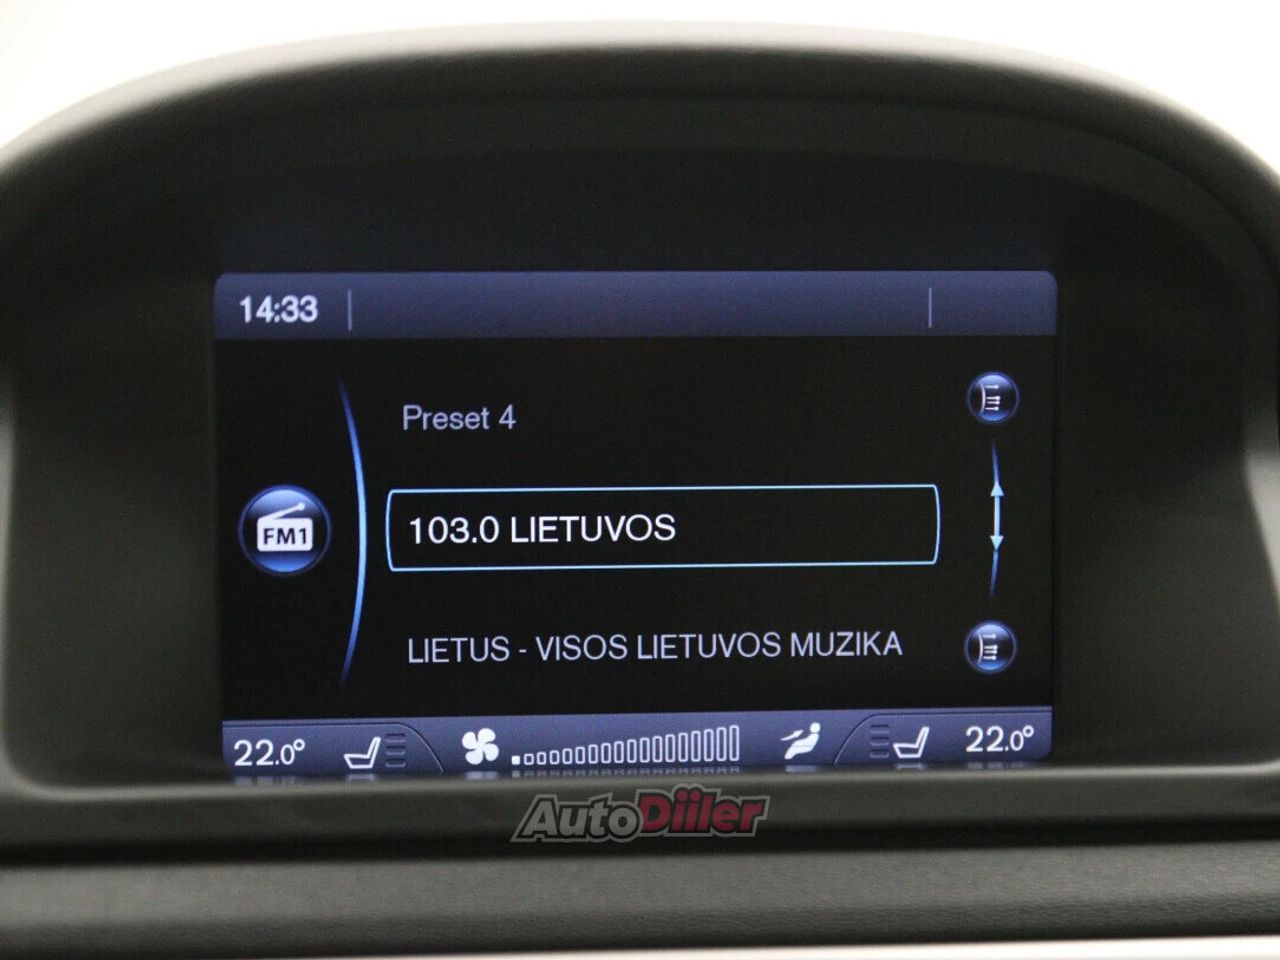 14:33
Preset 4
FM1
103.0 LIETUVOS
LIETUS - VISOS LIETUVOS MUZIKA
22.0° 22.0°
AutoDiiler